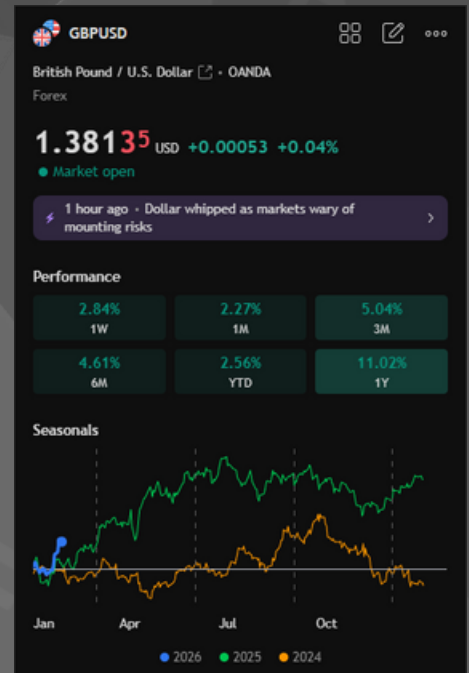 GBPUSD
British Pound / U.S. Dollar • OANDA
Forex
1.38135 USD +0.00053 +0.04%
Market open
1 hour ago • Dollar whipped as markets wary of
mounting risks
Performance
2.84% 2.27% 5.04%
1W 1M 3M
4.61% 2.56% 11.02%
6M YTD 1Y
Seasonals
Jan Apr Jul Oct
2026 2025 2024